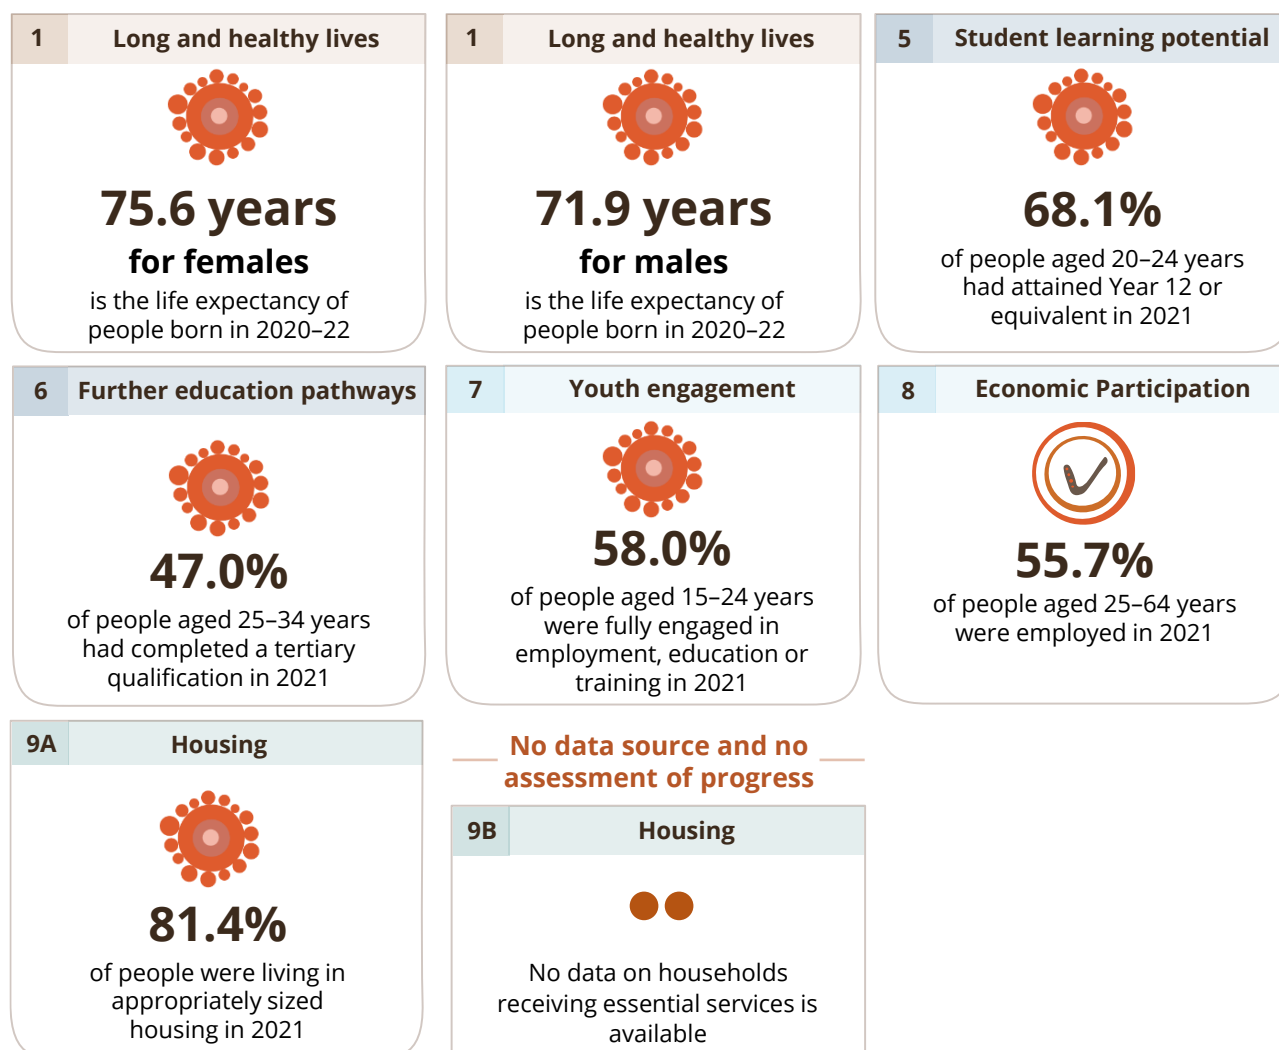 1 Long and healthy lives
75.6 years
for females
is the life expectancy of
people born in 2020–22
1 Long and healthy lives
71.9 years
for males
is the life expectancy of
people born in 2020–22
5 Student learning potential
68.1%
of people aged 20–24 years
had attained Year 12 or
equivalent in 2021
6 Further education pathways
47.0%
of people aged 25–34 years
had completed a tertiary
qualification in 2021
7 Youth engagement
58.0%
of people aged 15–24 years
were fully engaged in
employment, education or
training in 2021
8 Economic Participation
55.7%
of people aged 25–64 years
were employed in 2021
9A Housing
81.4%
of people were living in
appropriately sized
housing in 2021
No data source and no
assessment of progress
9B Housing
No data on households
receiving essential services is
available